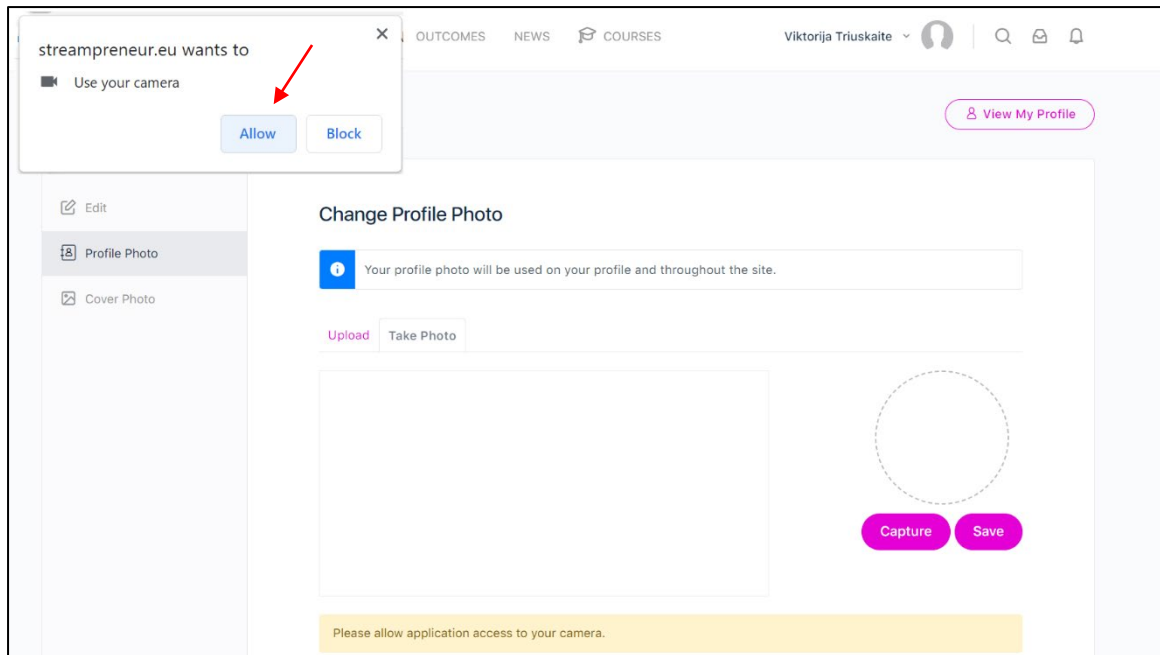 streampreneur.eu wants to
Use your camera
Allow
Block
OUTCOMES
NEWS
COURSES
Viktorija Triuskaite
View My Profile
Edit
Profile Photo
Cover Photo
Change Profile Photo
Your profile photo will be used on your profile and throughout the site.
Upload
Take Photo
Capture
Save
Please allow application access to your camera.